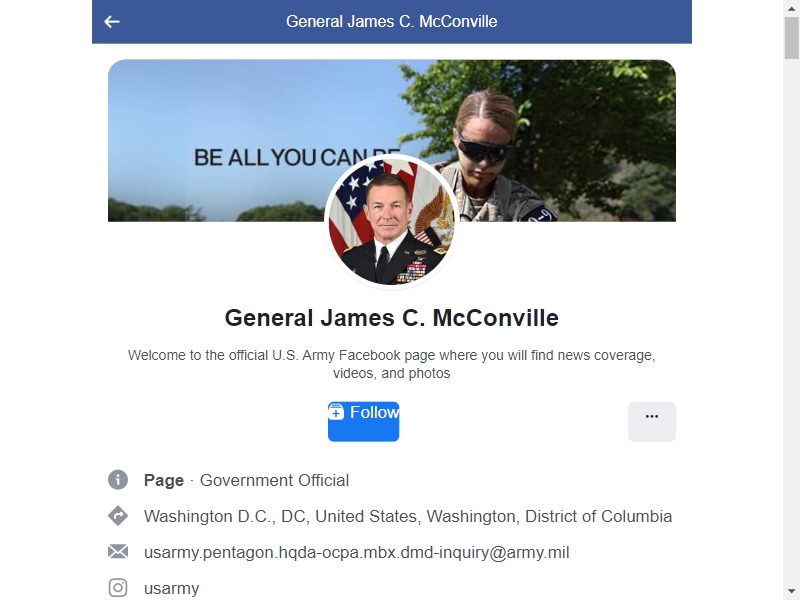 General James C. McConville
BE ALL YOU CAN BE
9-9
General James C. McConville
Welcome to the official U.S. Army Facebook page where you will find news coverage,
videos, and photos
Follow
...
Page · Government Official
Washington D.C., DC, United States, Washington, District of Columbia
usarmy.pentagon.hqda-ocpa.mbx.dmd-inquiry@army.mil
usarmy